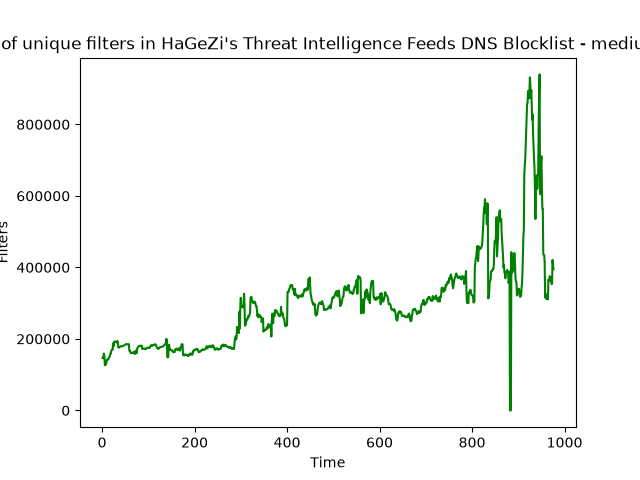 of unique filters in HaGeZi's Threat Intelligence Feeds DNS Blocklist - mediu
800000
600000
400000
200000
0
Filters
0 200 400 600 800 1000
Time